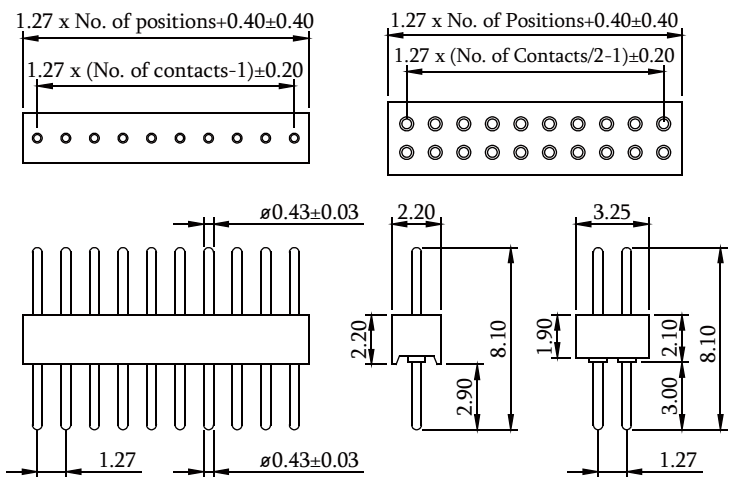 1.27 x No. of positions+0.40±0.40
1.27 x No. of Positions+0.40±0.40
1.27 x (No. of contacts-1)±0.20
1.27 x (No. of Contacts/2-1)±0.20
ø0.43±0.03
2.20
3.25
2.20
8.10
2.90
1.90
2.10
8.10
3.00
1.27
ø0.43±0.03
1.27